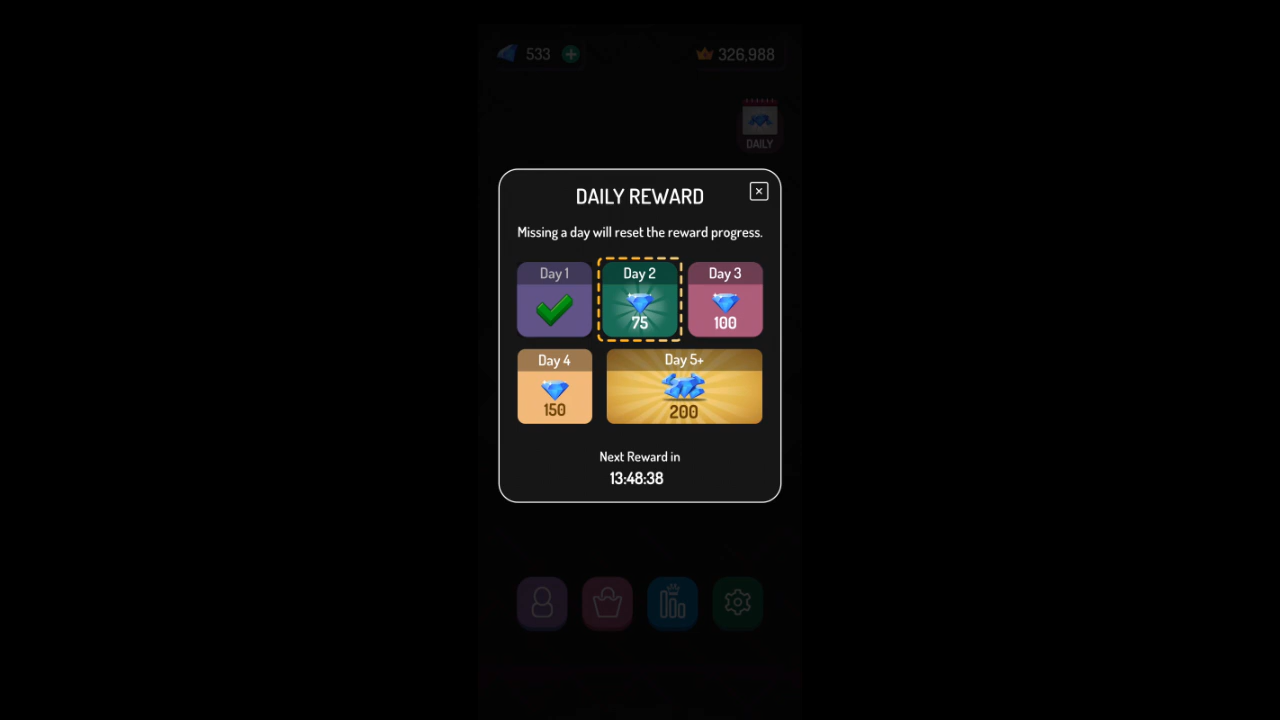 533
326,988
DAILY
DAILY REWARD
Missing a day will reset the reward progress.
Day 1
Day 2
Day 3
75
100
Day 4
Day 5+
150
200
Next Reward in
13:48:38